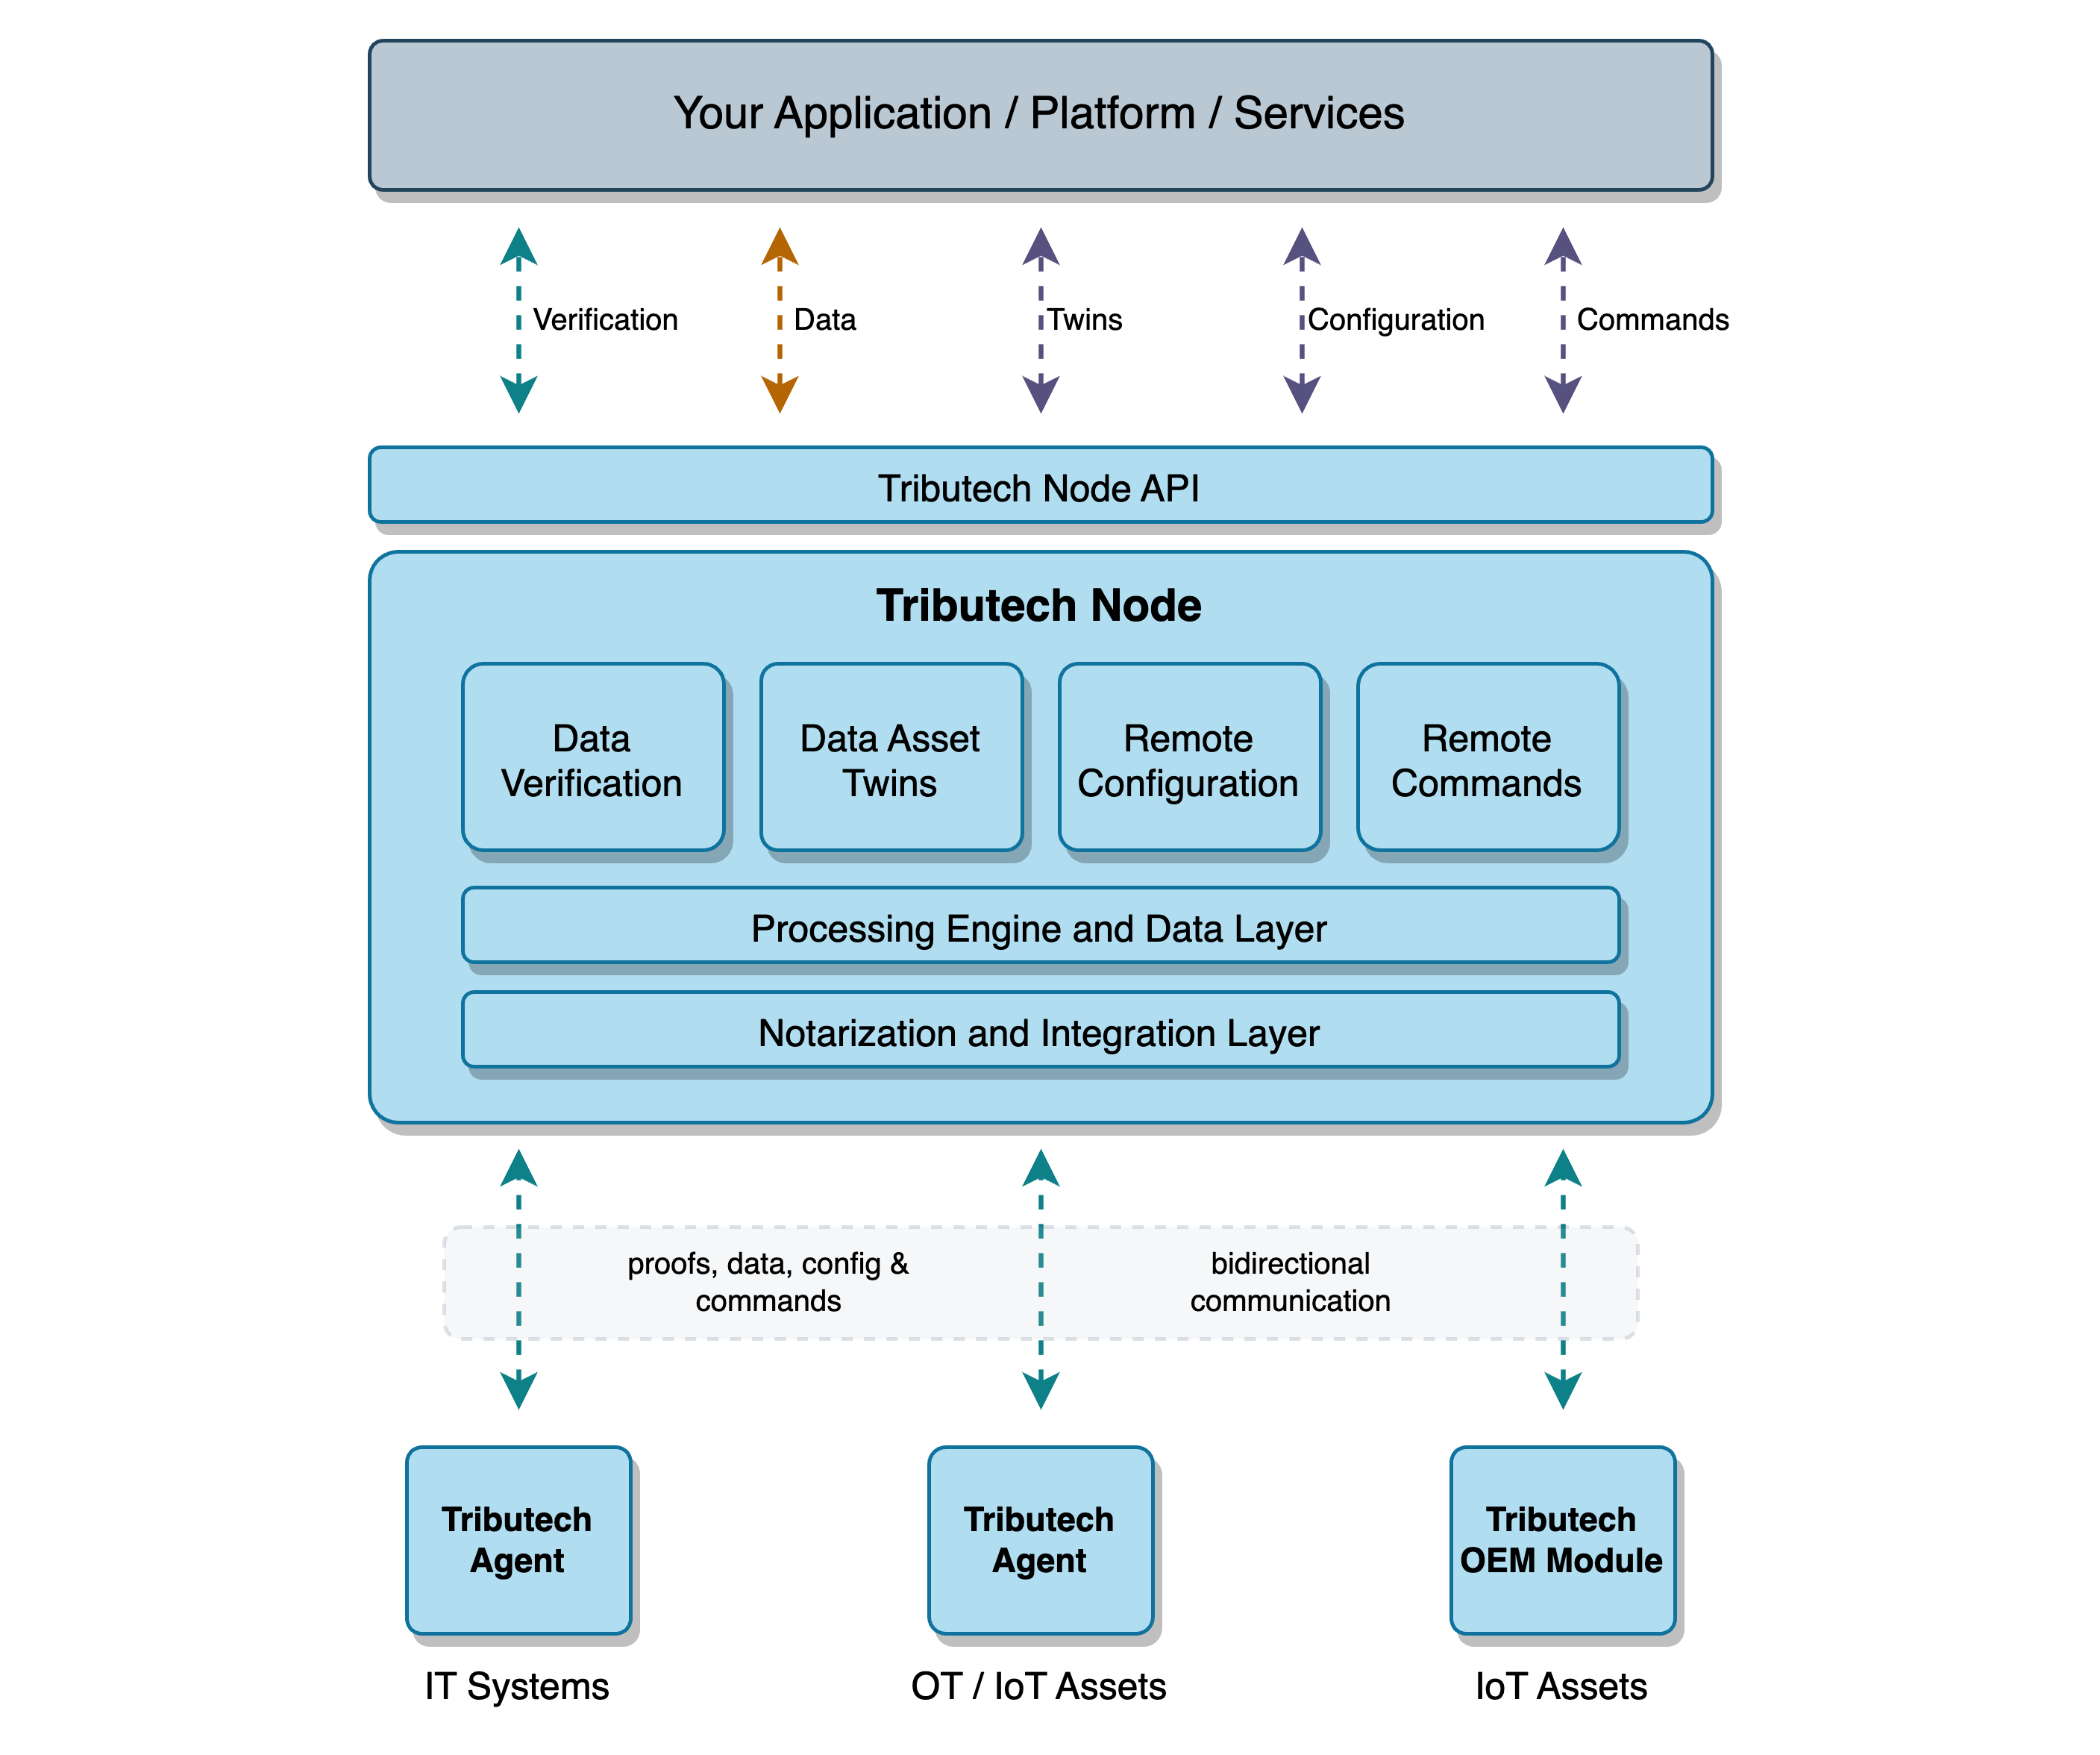 Your Application / Platform / Services
Verification
Data
Twins
Configuration
Commands
Tributech Node API
Tributech Node
Data
Verification
Data Asset
Twins
Remote
Configuration
Remote
Commands
Processing Engine and Data Layer
Notarization and Integration Layer
proofs, data, config &
commands
bidirectional
communication
Tributech
Agent
Tributech
Agent
Tributech
OEM Module
IT Systems
OT / IoT Assets
IoT Assets